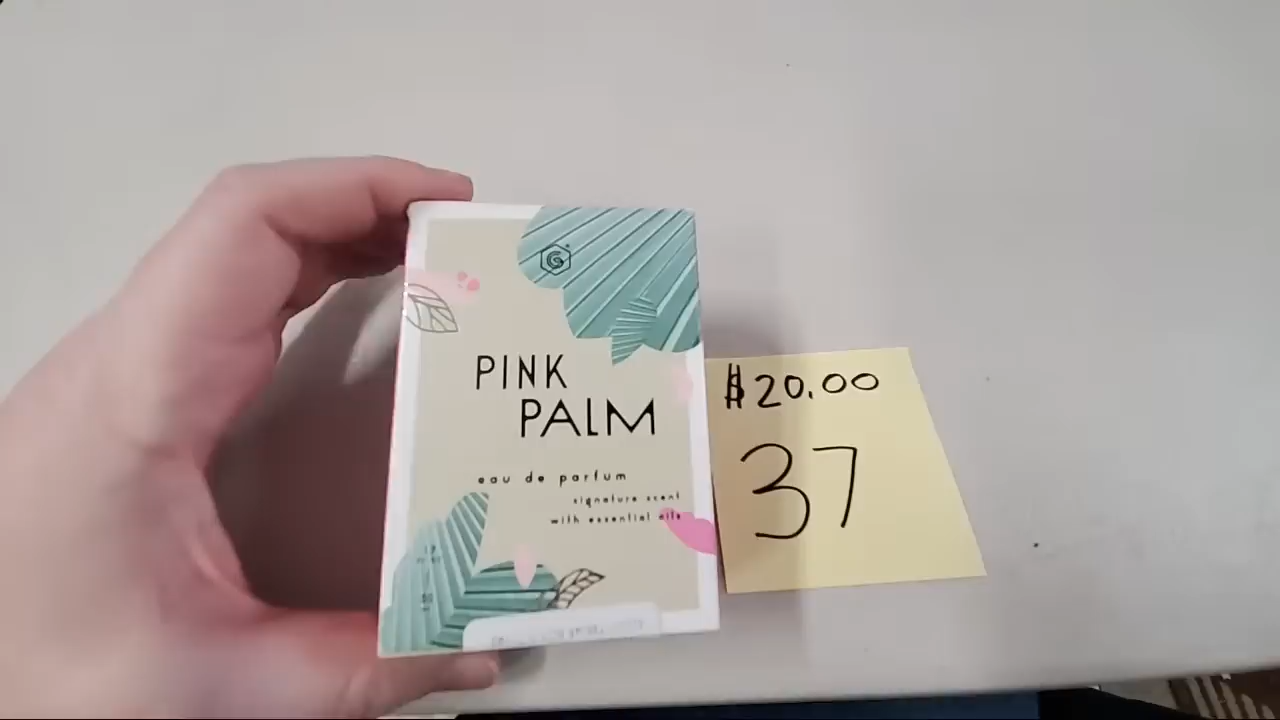 PINK
PALM
eau de parfum
signature scent
with essential oils
$20.00
37